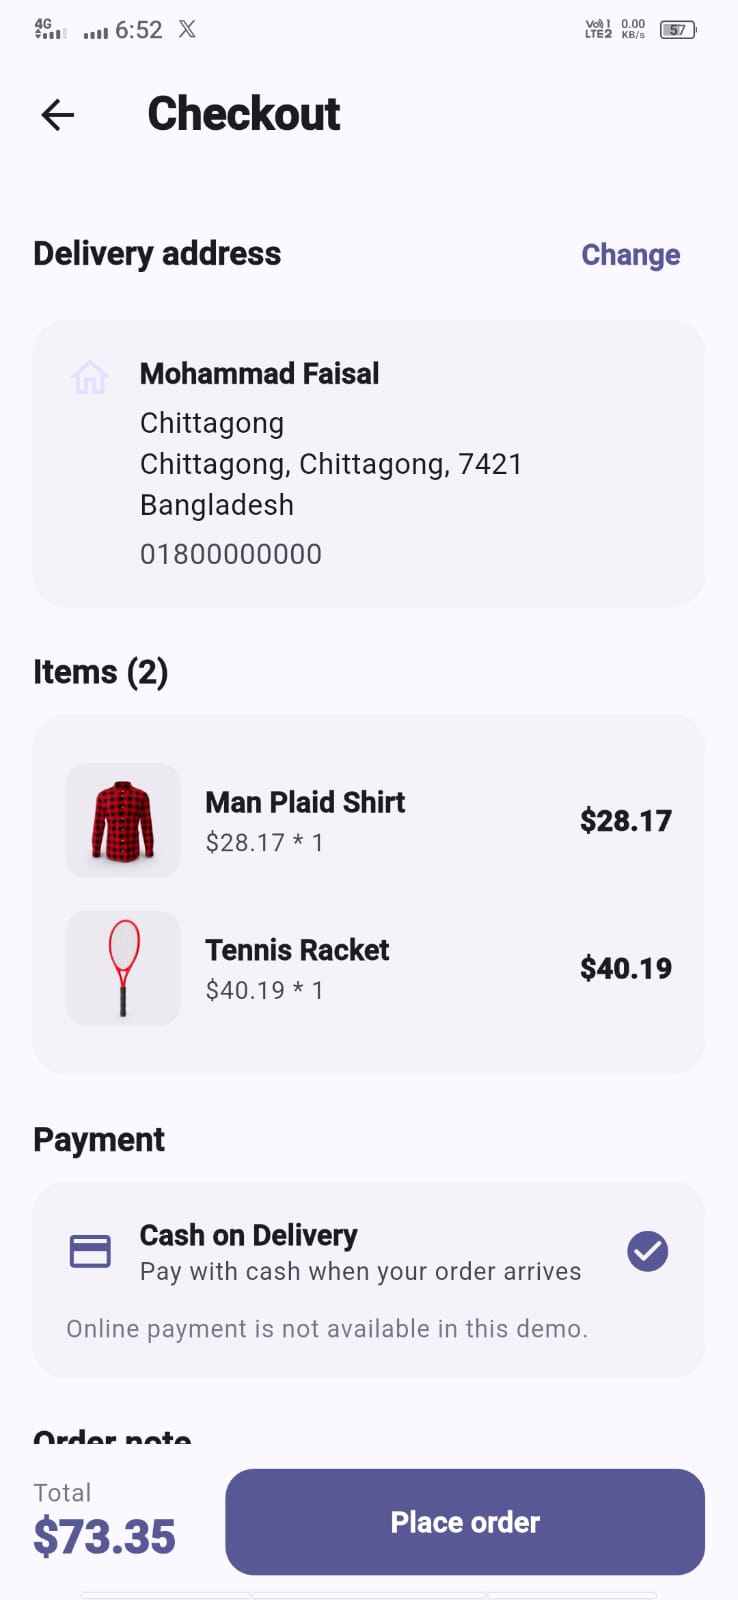 4G 6:52 X Vo)) 1 LTE2 0.00 KB/s 57
Checkout
Delivery address Change
Mohammad Faisal
Chittagong
Chittagong, Chittagong, 7421
Bangladesh
01800000000
Items (2)
Man Plaid Shirt
$28.17 * 1
$28.17
Tennis Racket
$40.19 * 1
$40.19
Payment
Cash on Delivery
Pay with cash when your order arrives
Online payment is not available in this demo.
Order note
Total
$73.35
Place order